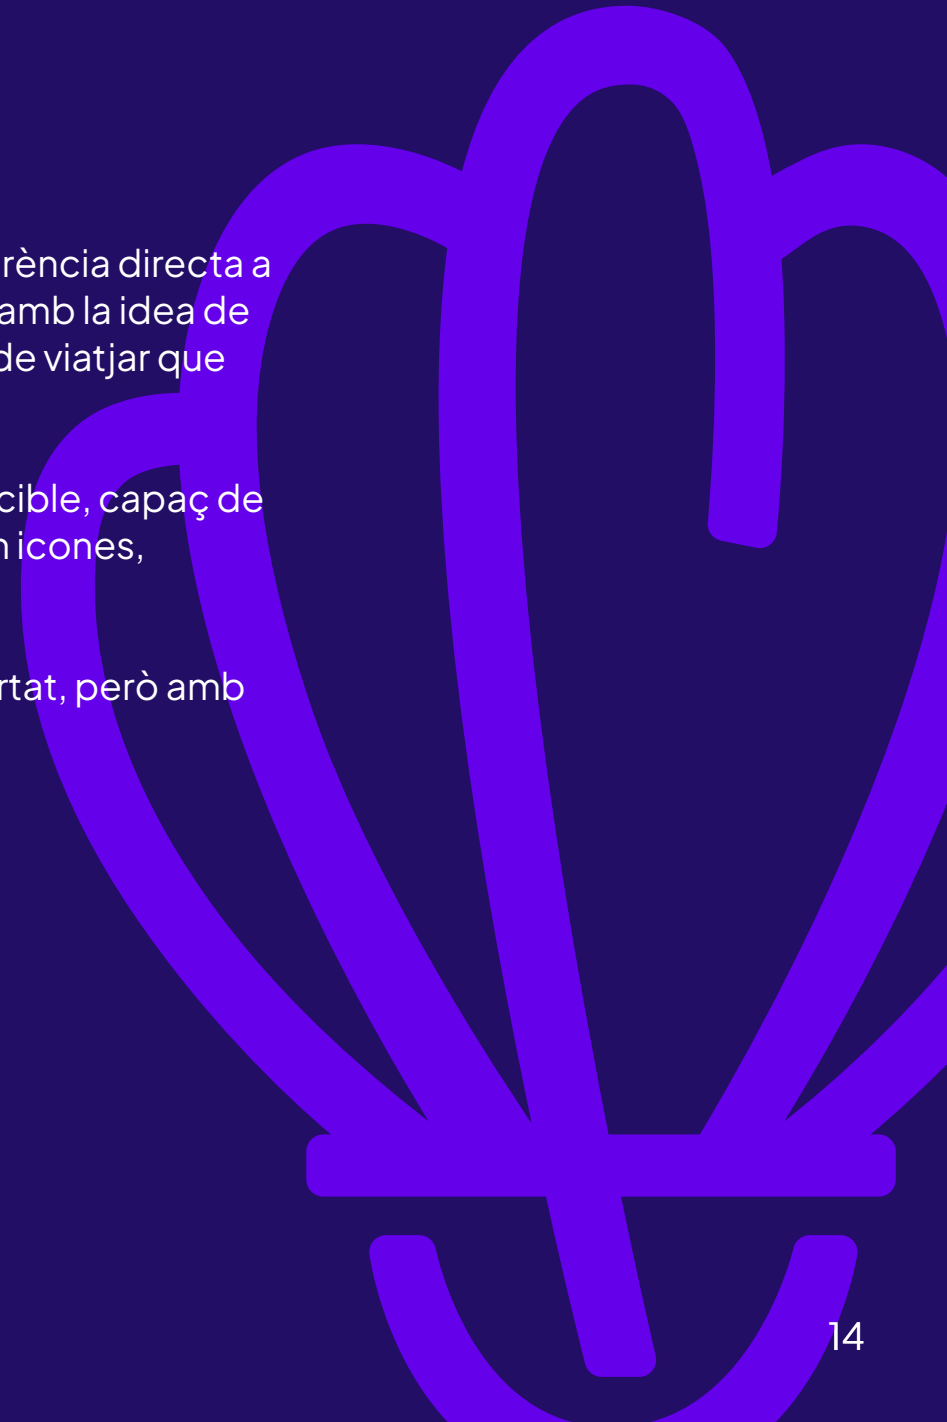 rència directa a
amb la idea de
de viatjar que
cible, capaç de
n icones,
rtat, però amb
14